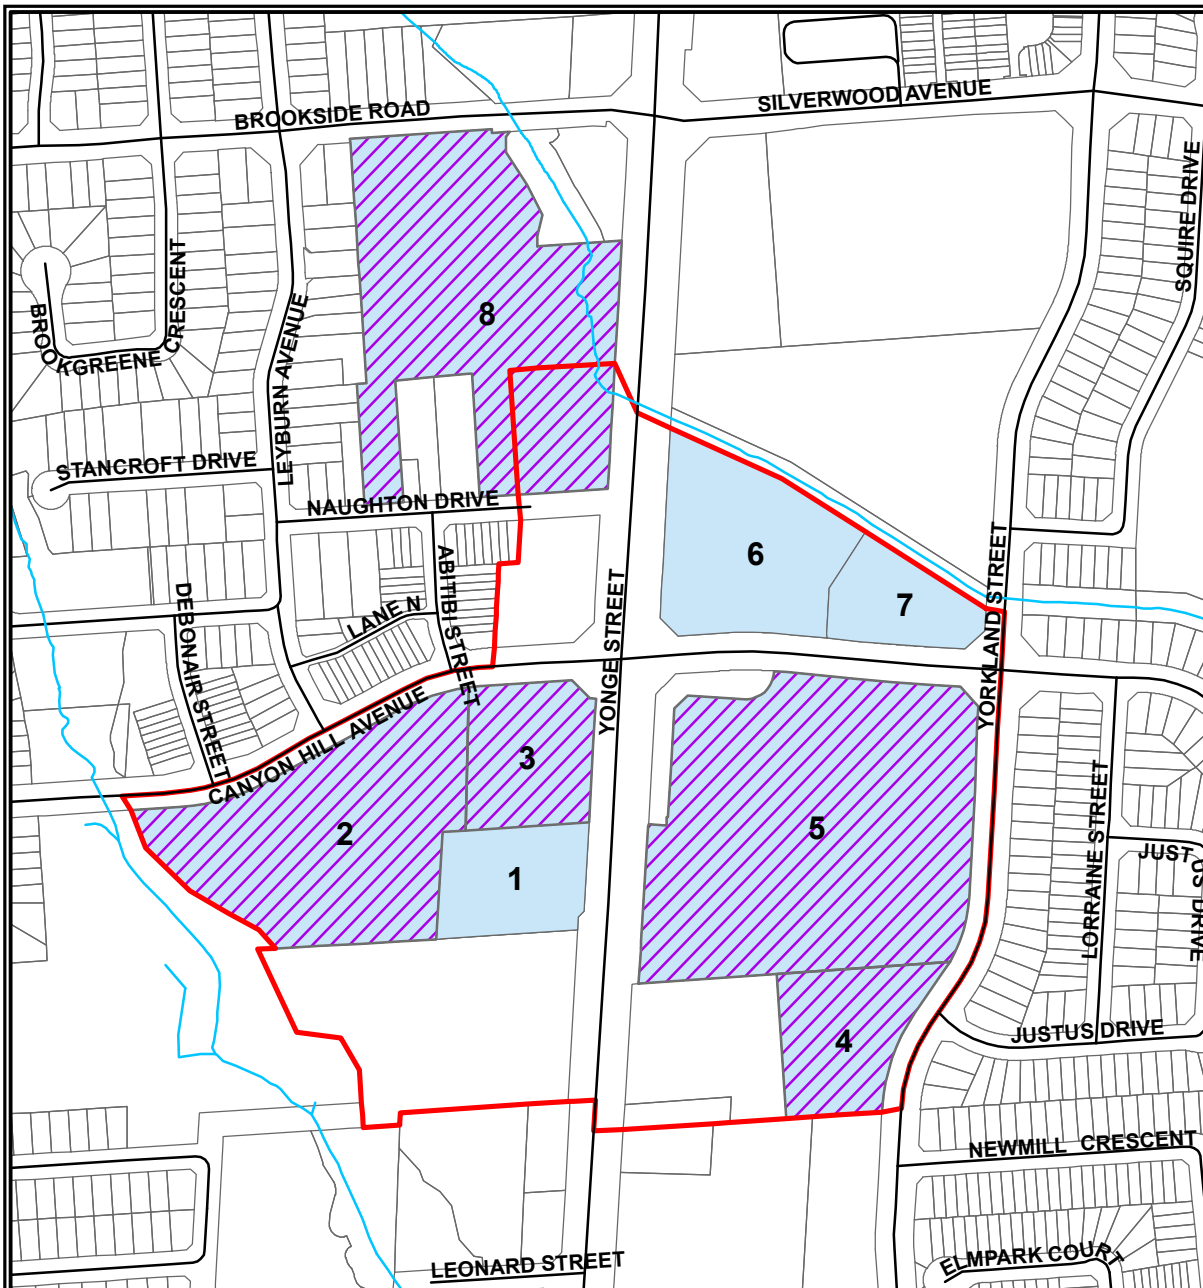 BROOKSIDE ROAD
SILVERWOOD AVENUE
SQUIRE DRIVE
BROOKGREENE CRESCENT
LEYBURN AVENUE
8
STANCROFT DRIVE
NAUGHTON DRIVE
ABITIBI STREET
LANE N
DEBONAIR STREET
CANYON HILL AVENUE
YONGE STREET
6
7
YORKLAND STREET
3
2
1
5
4
LORRAINE STREET
JUSTUS DRIVE
JUSTUS DRIVE
NEWMILL CRESCENT
ELMPARK COURT
LEONARD STREET